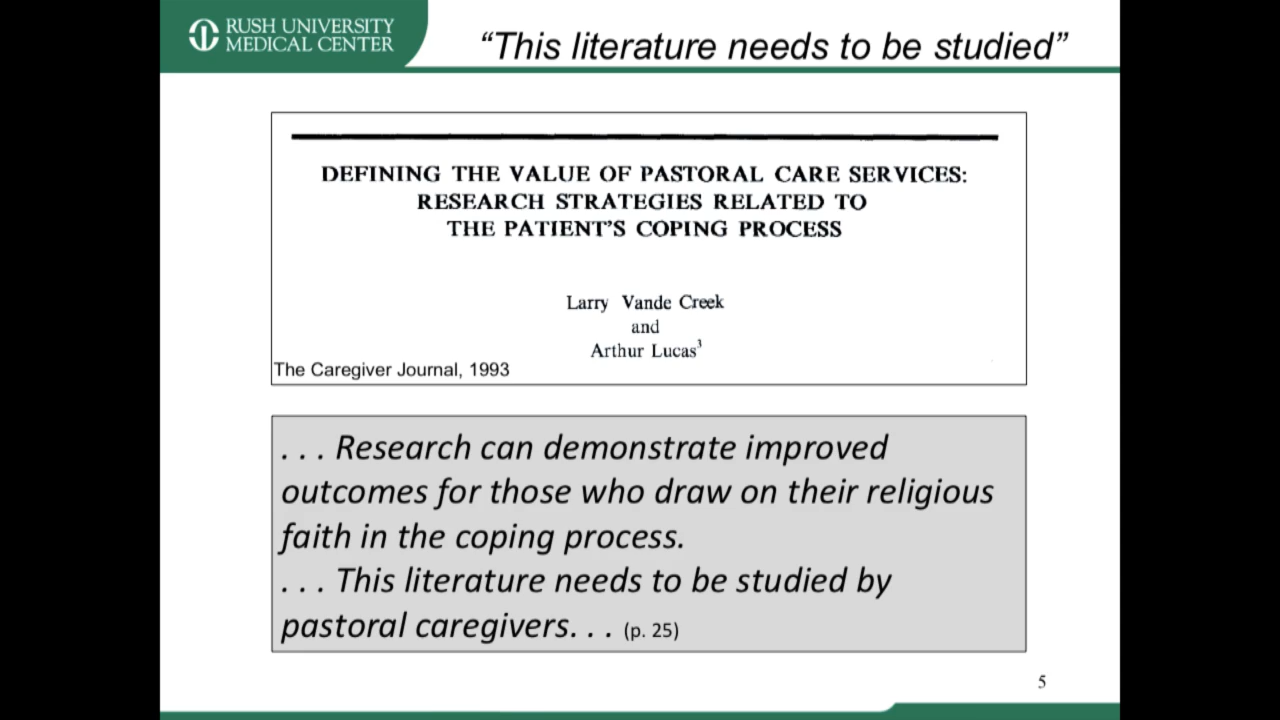 RUSH UNIVERSITY
MEDICAL CENTER
“This literature needs to be studied”
DEFINING THE VALUE OF PASTORAL CARE SERVICES:
RESEARCH STRATEGIES RELATED TO
THE PATIENT'S COPING PROCESS
Larry Vande Creek
and
Arthur Lucas³
The Caregiver Journal, 1993
. . . Research can demonstrate improved
outcomes for those who draw on their religious
faith in the coping process.
. . . This literature needs to be studied by
pastoral caregivers. . . (p. 25)
5